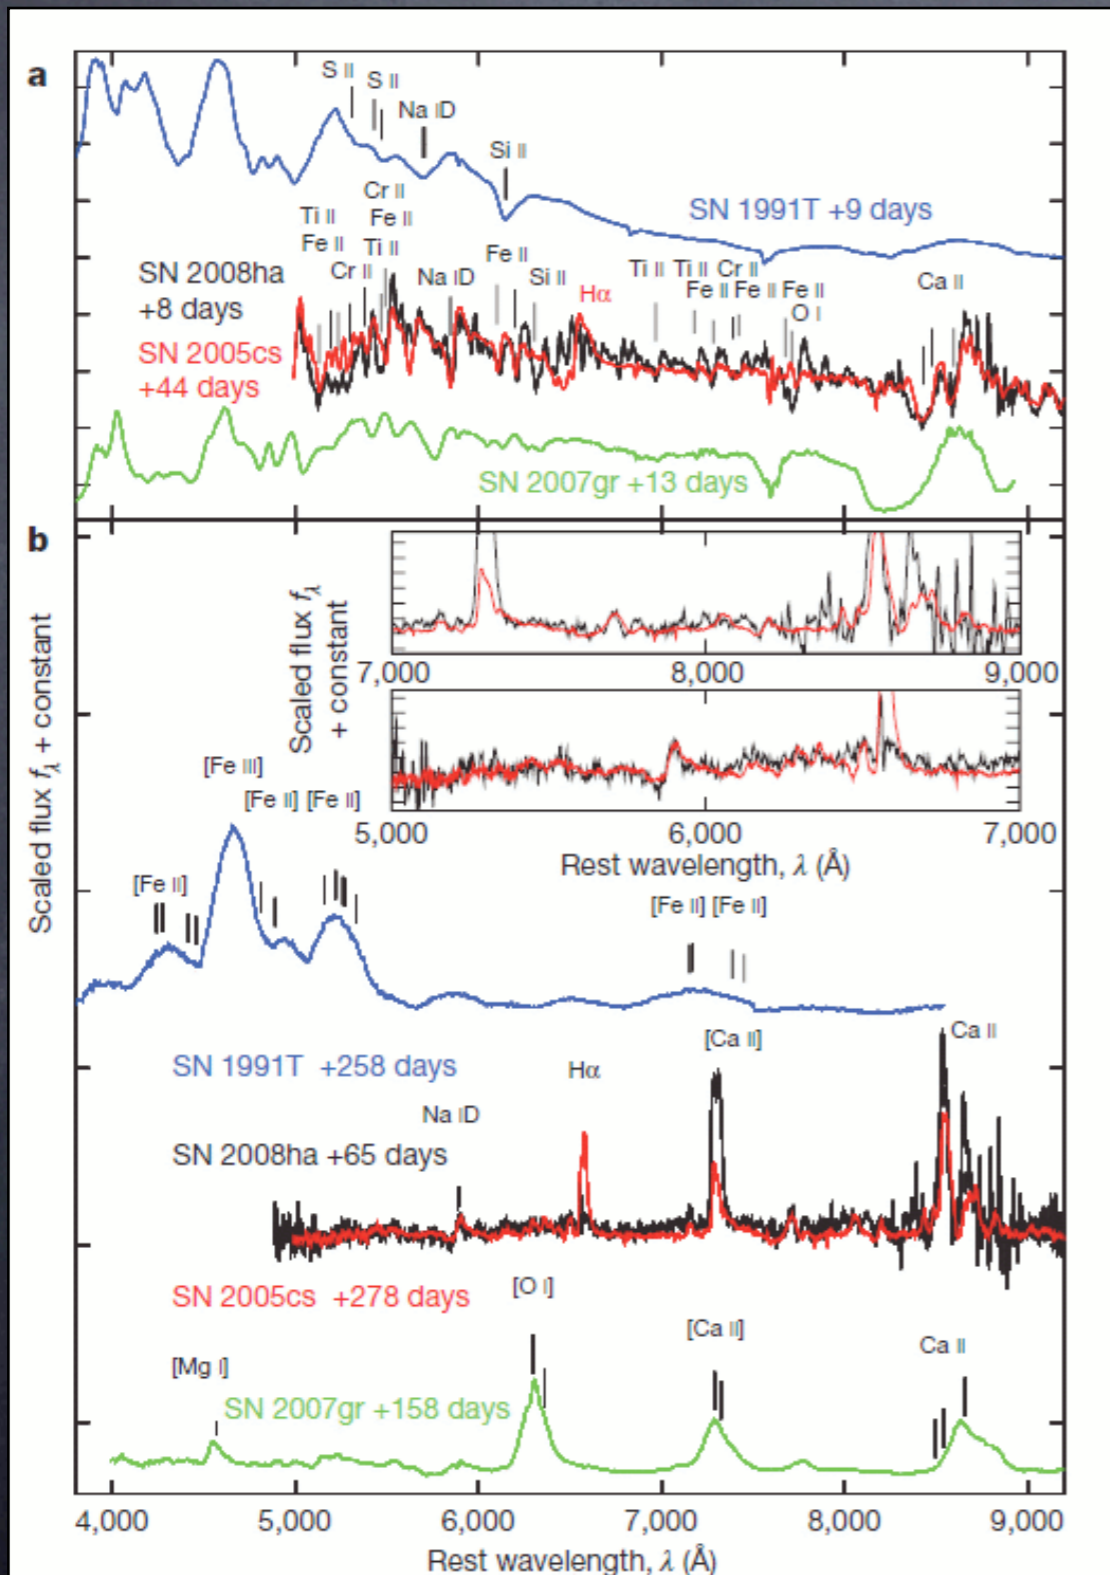 a
S II
S II
Na ID
Si II
SN 1991T +9 days
Cr II
Ti II
Fe II
Fe II
Ti II
Cr II
Na ID
Fe II
Si II
Hα
Ti II
Ti II
Cr II
Fe II
Fe II
Fe II
O I
Ca II
SN 2008ha
+8 days
SN 2005cs
+44 days
SN 2007gr +13 days
b
Scaled flux fλ
+ constant
7,000
8,000
9,000
5,000
6,000
7,000
Rest wavelength, λ (Å)
Scaled flux fλ + constant
[Fe III]
[Fe II] [Fe II]
[Fe II]
[Fe II] [Fe II]
SN 1991T +258 days
[Ca II]
Ca II
Hα
Na ID
SN 2008ha +65 days
SN 2005cs +278 days
[O I]
[Ca II]
Ca II
[Mg I]
SN 2007gr +158 days
4,000
5,000
6,000
7,000
8,000
9,000
Rest wavelength, λ (Å)